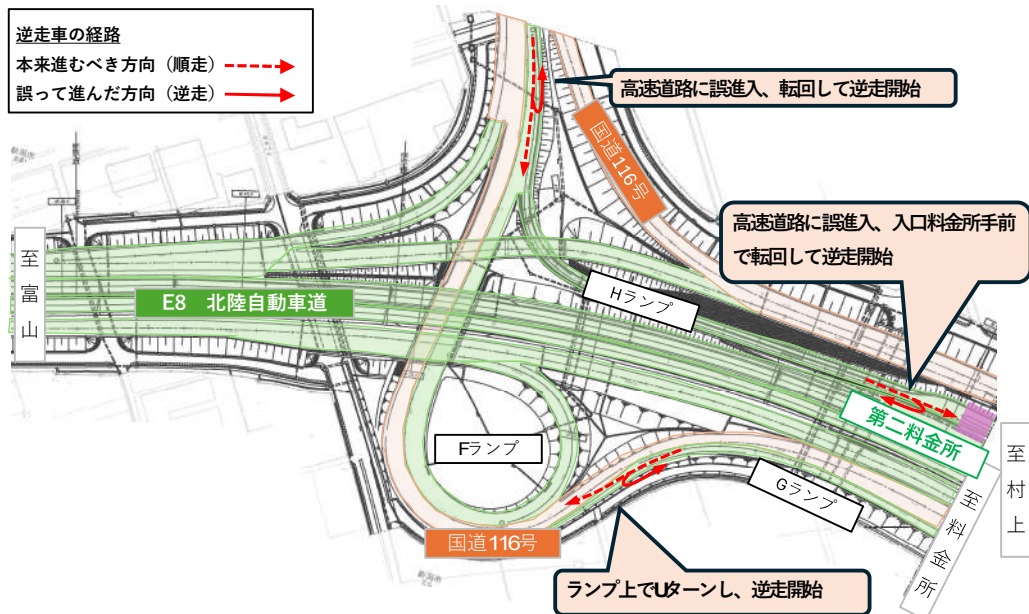 逆走車の経路
本来進むべき方向（順走）
誤って進んだ方向（逆走）
高速道路に誤進入、転回して逆走開始
国道116号
高速道路に誤進入、入口料金所手前
で転回して逆走開始
至富山
E8 北陸自動車道
Hランプ
第二料金所
Fランプ
Gランプ
至村上
至料金所
国道116号
ランプ上でUターンし、逆走開始
新潟市